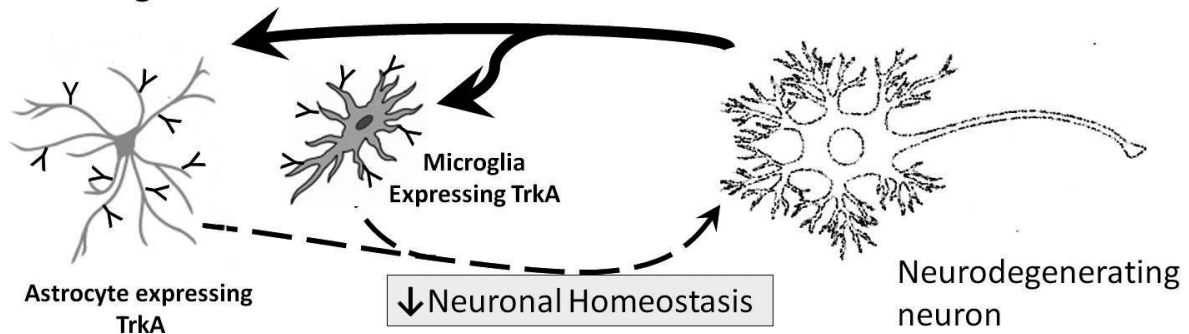 Microglia
Expressing TrkA
Astrocyte expressing
TrkA
↓Neuronal Homeostasis
Neurodegenerating
neuron